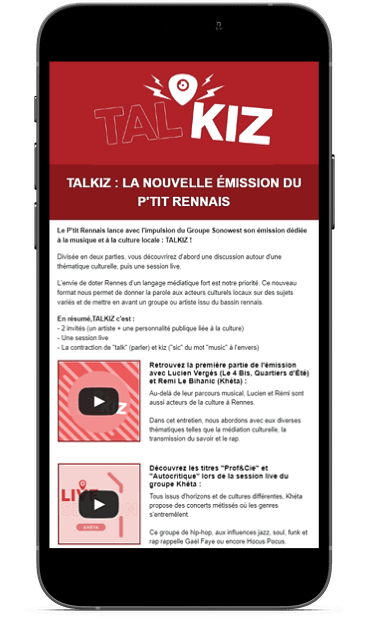 TALKIZ
TALKIZ : LA NOUVELLE ÉMISSION DU
P'TIT RENNAIS
Le P'tit Rennais lance avec l'impulsion du Groupe Sonowest son émission dédiée
à la musique et à la culture locale : TALKIZ !
Divisée en deux parties, vous découvrirez d'abord une discussion autour d'une
thématique culturelle, puis une session live.
L'envie de doter Rennes d'un langage médiatique fort est notre priorité. Ce nouveau
format nous permet de donner la parole aux acteurs culturels locaux sur des sujets
variés et de mettre en avant un groupe ou artiste issu du bassin rennais.
En résumé,TALKIZ c'est :
- 2 invités (un artiste + une personnalité publique liée à la culture)
- Une session live
- La contraction de "talk" (parler) et kiz ("sic" du mot "music" à l'envers)
Retrouvez la première partie de l'émission
avec Lucien Vergés (Le 4 Bis, Quartiers d'Été)
et Remi Le Bihanic (Khéta) :
Au-delà de leur parcours musical, Lucien et Rémi sont
aussi acteurs de la culture à Rennes.
Dans cet entretien, nous abordons avec eux diverses
thématiques telles que la médiation culturelle, la
transmission du savoir et le rap.
Découvrez les titres "Prof&Cie" et
"Autocritique" lors de la session live du
groupe Khéta :
LIVE
KHÉTA
Tous issus d'horizons et de cultures différentes, Khéta
propose des concerts métissés où les genres
s'entremêlent.
Ce groupe de hip-hop, aux influences jazz, soul, funk et
rap rappelle Gaël Faye ou encore Hocus Pocus.